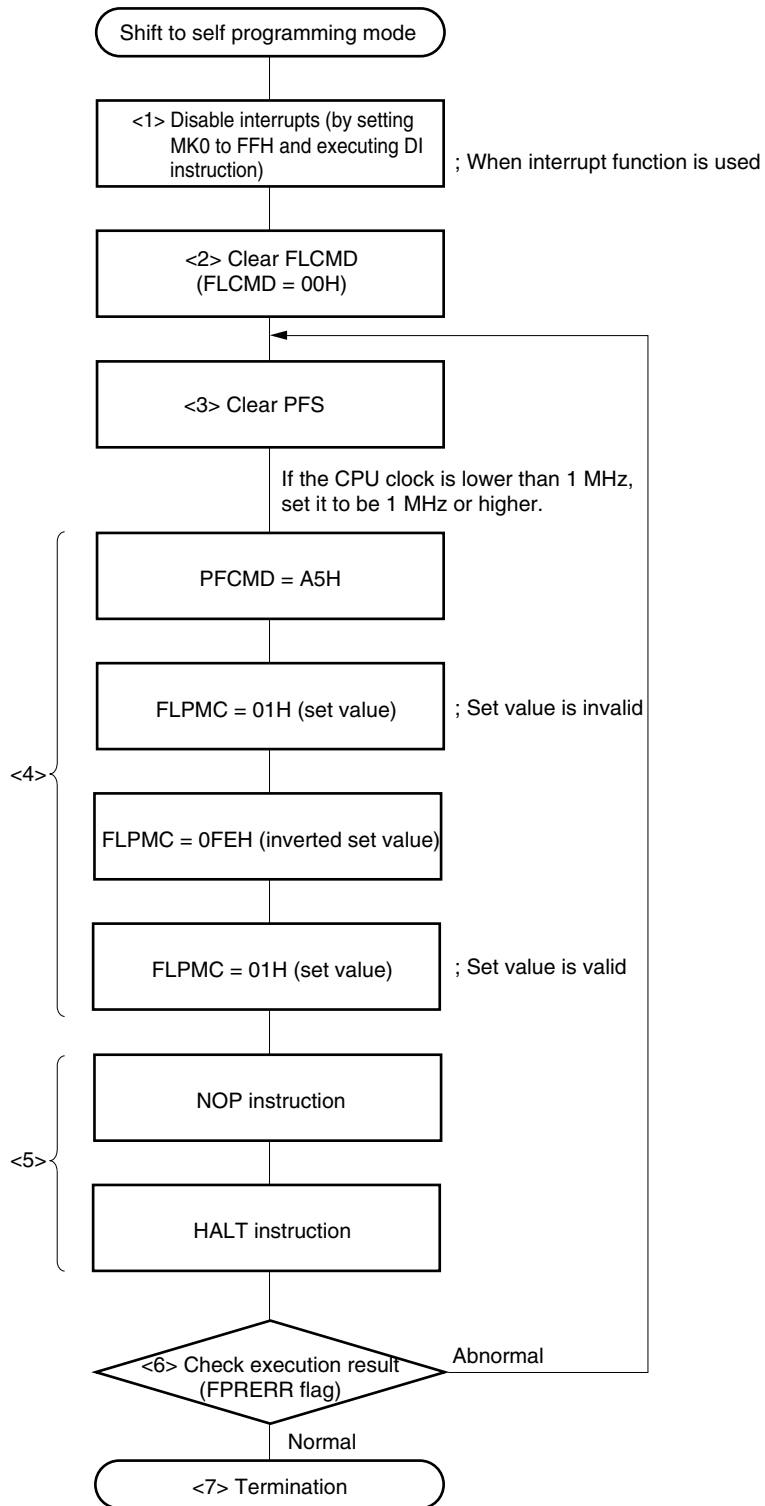 Shift to self programming mode
<1> Disable interrupts (by setting
MK0 to FFH and executing DI
instruction)
; When interrupt function is used
<2> Clear FLCMD
(FLCMD = 00H)
<3> Clear PFS
If the CPU clock is lower than 1 MHz,
set it to be 1 MHz or higher.
PFCMD = A5H
FLPMC = 01H (set value)
; Set value is invalid
<4>
FLPMC = 0FEH (inverted set value)
FLPMC = 01H (set value)
; Set value is valid
NOP instruction
<5>
HALT instruction
<6> Check execution result
(FPRERR flag)
Abnormal
Normal
<7> Termination